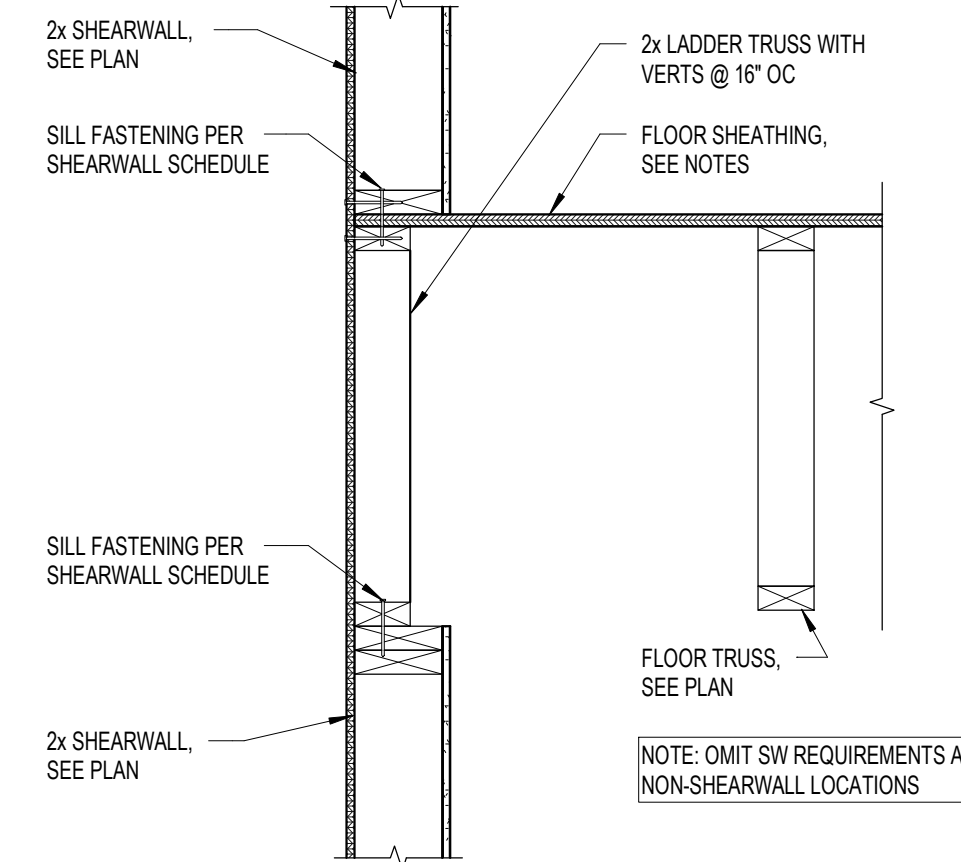 2x SHEARWALL,
SEE PLAN
SILL FASTENING PER
SHEARWALL SCHEDULE
2x LADDER TRUSS WITH
VERTS @ 16" OC
FLOOR SHEATHING,
SEE NOTES
SILL FASTENING PER
SHEARWALL SCHEDULE
2x SHEARWALL,
SEE PLAN
FLOOR TRUSS,
SEE PLAN
NOTE: OMIT SW REQUIREMENTS
NON-SHEARWALL LOCATIONS